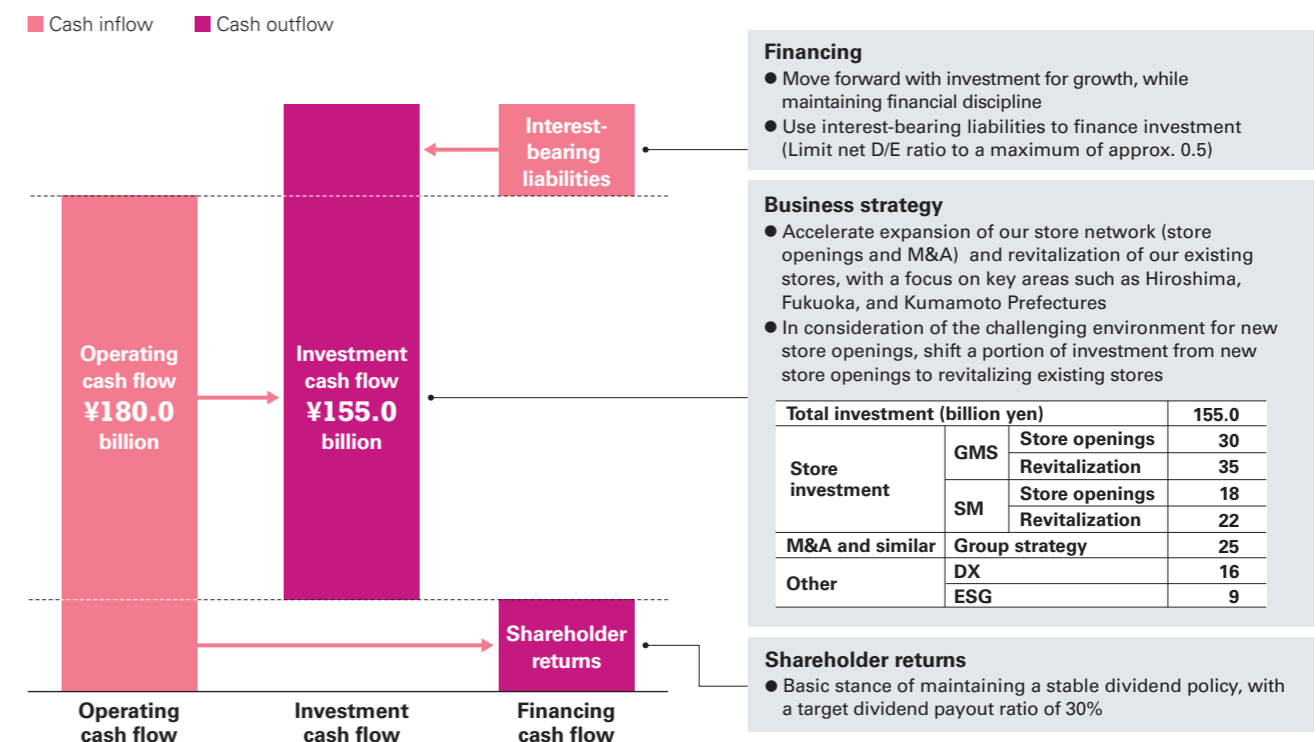 Cash inflow
Cash outflow
Interest-
bearing
liabilities
Operating
cash flow
¥180.0
billion
Investment
cash flow
¥155.0
billion
Shareholder
returns
Operating
cash flow
Investment
cash flow
Financing
cash flow
Financing
● Move forward with investment for growth, while
maintaining financial discipline
● Use interest-bearing liabilities to finance investment
(Limit net D/E ratio to a maximum of approx. 0.5)
Business strategy
● Accelerate expansion of our store network (store
openings and M&A) and revitalization of our existing
stores, with a focus on key areas such as Hiroshima,
Fukuoka, and Kumamoto Prefectures
● In consideration of the challenging environment for new
store openings, shift a portion of investment from new
store openings to revitalizing existing stores
Total investment (billion yen) 155.0
Store
investment
GMS
Store openings 30
Revitalization 35
SM
Store openings 18
Revitalization 22
M&A and similar Group strategy 25
Other
DX 16
ESG 9
Shareholder returns
● Basic stance of maintaining a stable dividend policy, with
a target dividend payout ratio of 30%